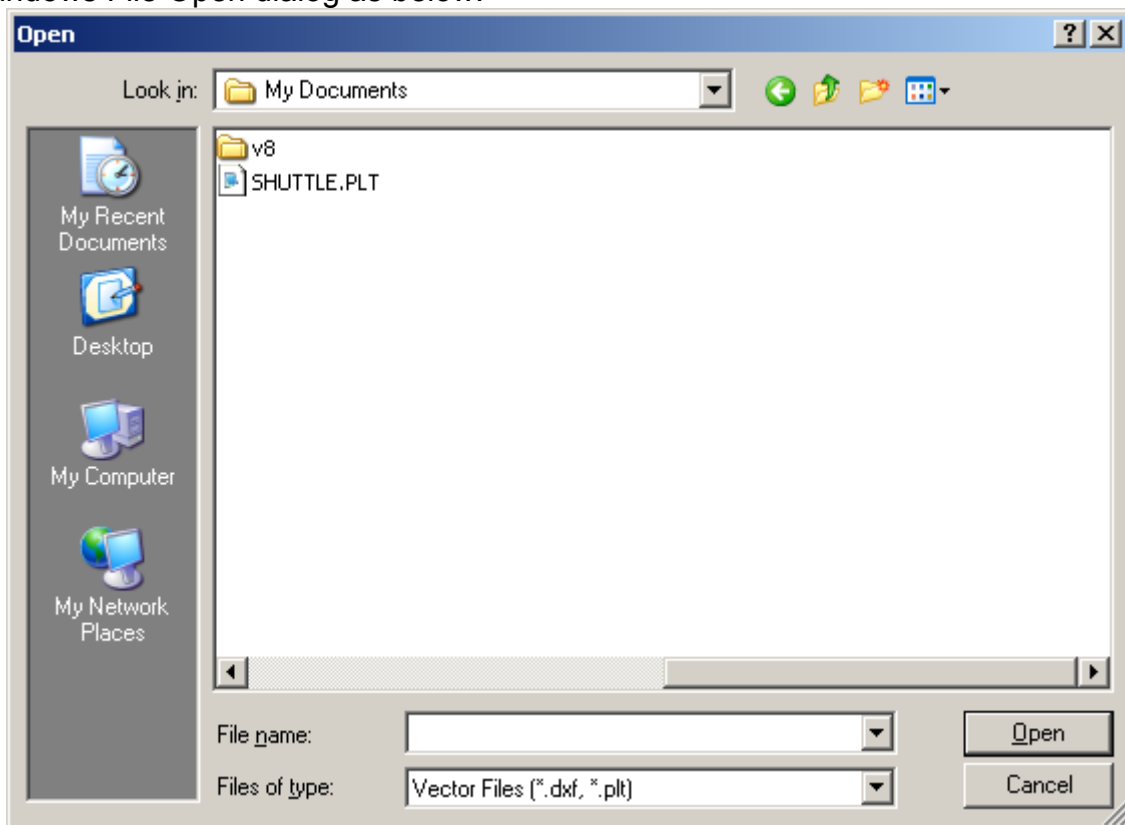 Open
Look in:
My Documents
v8
SHUTTLE.PLT
My Recent
Documents
Desktop
My Computer
My Network
Places
File name:
Open
Files of type:
Vector Files (*.dxf, *.plt)
Cancel